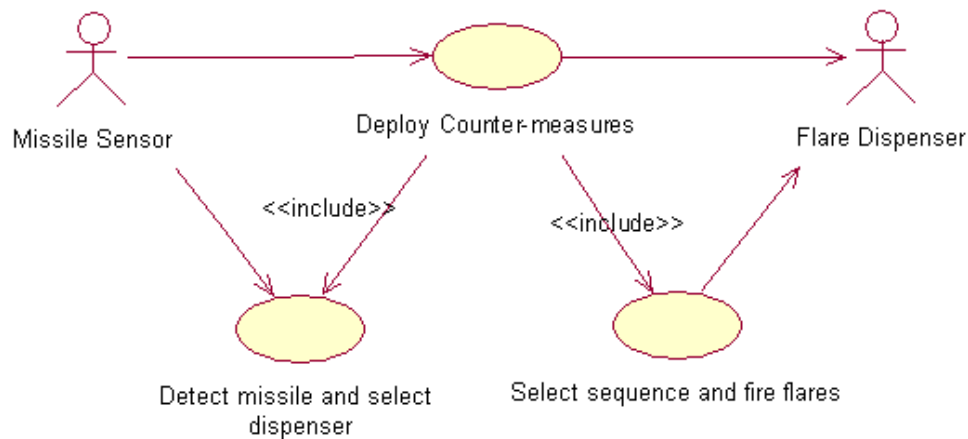 Missile Sensor
Deploy Counter-measures
Flare Dispenser
<<include>>
<<include>>
Detect missile and select
dispenser
Select sequence and fire flares